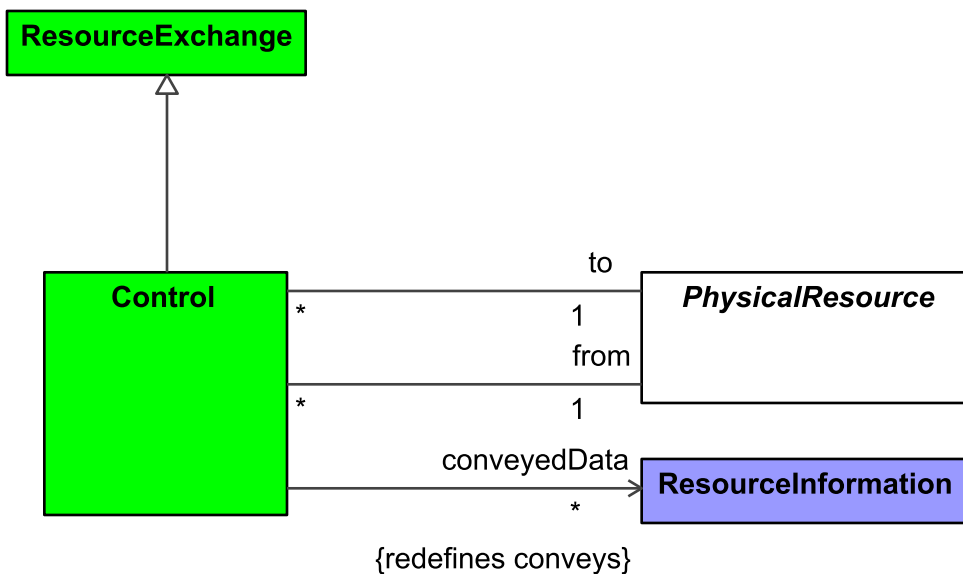 ResourceExchange
Control
to
PhysicalResource
*
1
from
*
1
conveyedData
ResourceInformation
*
{redefines conveys}